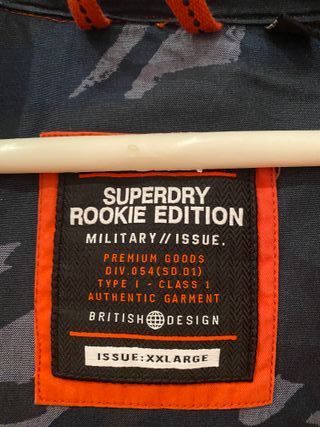 SUPERDRY
ROOKIE EDITION
MILITARY//ISSUE.
PREMIUM GOODS
DIV.054(SD.01)
TYPE I - CLASS 1
AUTHENTIC GARMENT
BRITISH DESIGN
ISSUE:XXLARGE